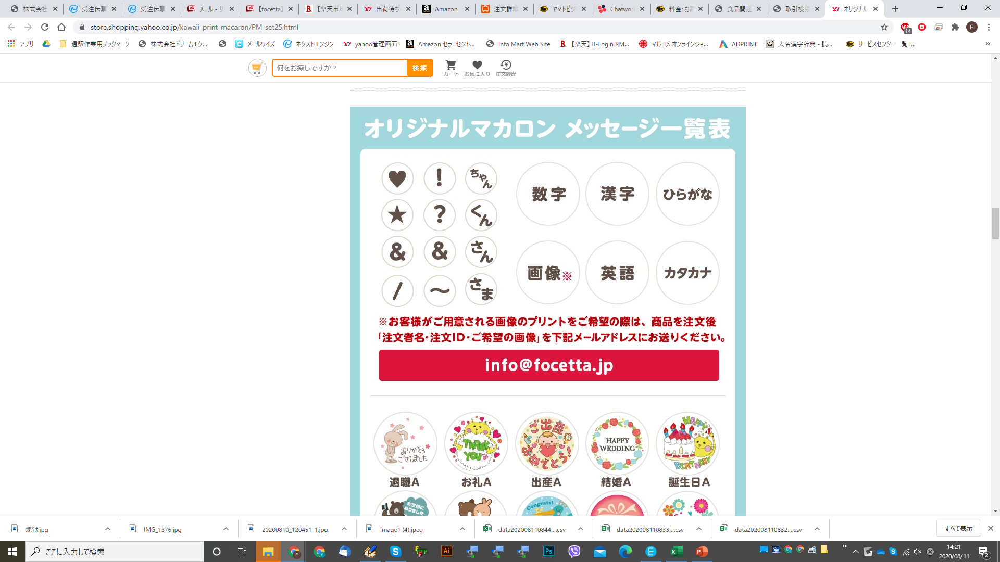 株式会社
受注伝票
受注伝票
メール - サ
【focetta】
【楽天市場
出荷待ち
Amazon
注文詳細
ヤマトビジ
Chatwork
料金・お届
食品関連
取引検索
オリジナル
store.shopping.yahoo.co.jp/kawaii-print-macaron/PM-set25.html
アプリ
通販作業用ブックマーク
株式会社ドリームエク...
メールワイズ
ネクストエンジン
yahoo管理画面
Amazon セラーセント...
Info Mart Web Site
【楽天】R-Login RM...
マルコメ オンラインショ...
ADPRINT
人名漢字辞典 - 読...
サービスセンター一覧 |...
何をお探しですか？
検索
カート
お気に入り
注文履歴
オリジナルマカロン メッセージ一覧表
♥ ! ちゃん
★ ? くん
& & さん
/ ～ さま
数字 漢字 ひらがな
画像※ 英語 カタカナ
※お客様がご用意される画像のプリントをご希望の際は、商品を注文後
「注文者名・注文ID・ご希望の画像」を下記メールアドレスにお送りください。
info@focetta.jp
ありがとうございました
THANK YOU
ご出産おめでとう!
HAPPY WEDDING
HAPPY BIRTHDAY
退職A
お礼A
出産A
結婚A
誕生日A
お世話になりました
Congrats!
煉獄.jpg
IMG_1376.jpg
20200810_120451-1.jpg
image1 (4).jpeg
data202008110844....csv
data202008110833....csv
data202008110832....csv
すべて表示
ここに入力して検索
14:21
2020/08/11